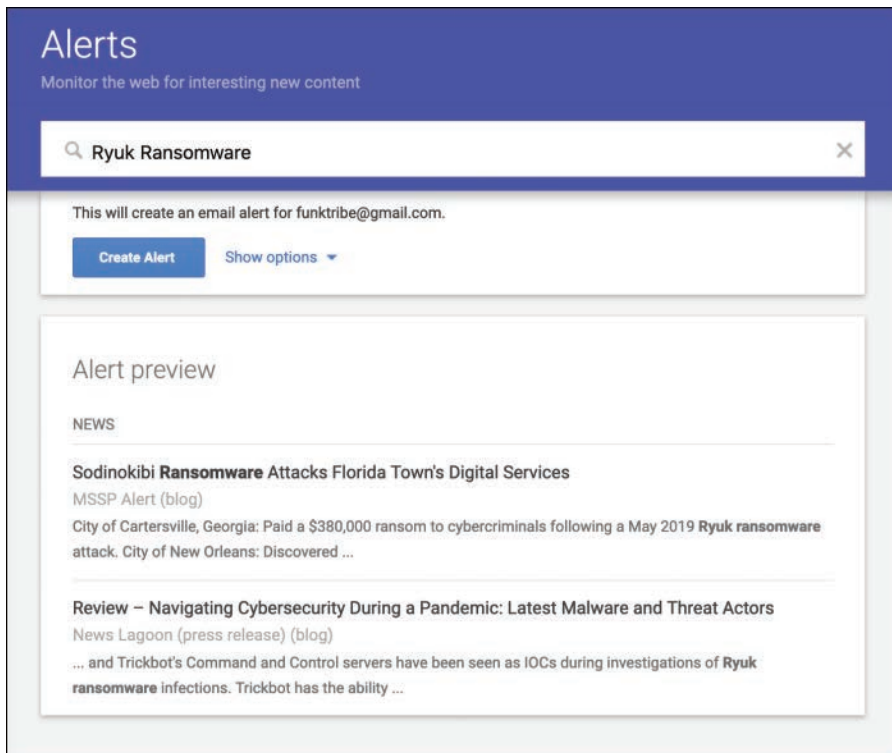 Alerts
Monitor the web for interesting new content
Ryuk Ransomware
This will create an email alert for funktribe@gmail.com.
Create Alert Show options
Alert preview
NEWS
Sodinokibi Ransomware Attacks Florida Town's Digital Services
MSSP Alert (blog)
City of Cartersville, Georgia: Paid a $380,000 ransom to cybercriminals following a May 2019 Ryuk ransomware
attack. City of New Orleans: Discovered ...
Review – Navigating Cybersecurity During a Pandemic: Latest Malware and Threat Actors
News Lagoon (press release) (blog)
... and Trickbot's Command and Control servers have been seen as IOCs during investigations of Ryuk
ransomware infections. Trickbot has the ability ...